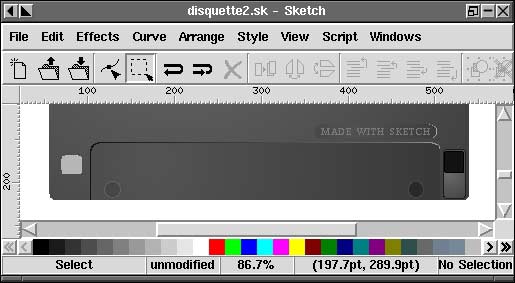 disquette2.sk - Sketch
File Edit Effects Curve Arrange Style View Script Windows
100 200 300 400 500
MADE WITH SKETCH
200
Select unmodified 86.7% (197.7pt, 289.9pt) No Selection